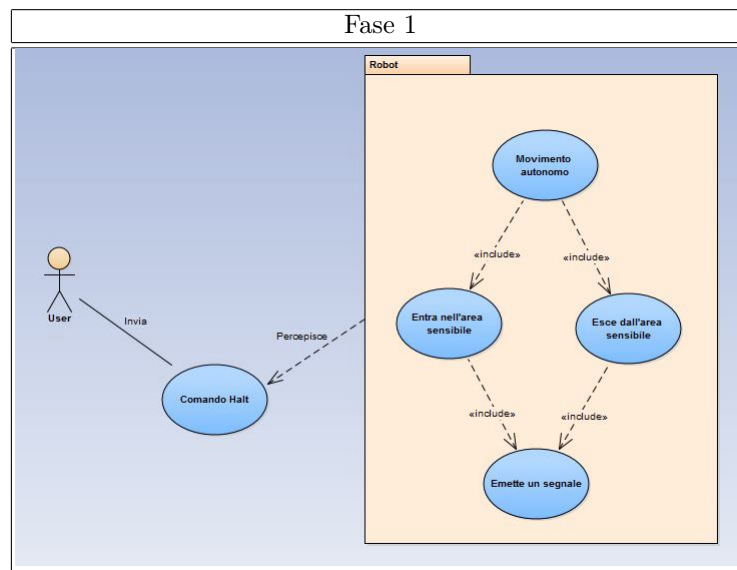 Fase 1
Robot
Movimento
autonomo
«include»
«include»
Entra nell'area
sensibile
Esce dall'area
sensibile
User
Invia
Percepisce
Comando Halt
«include»
«include»
Emette un segnale